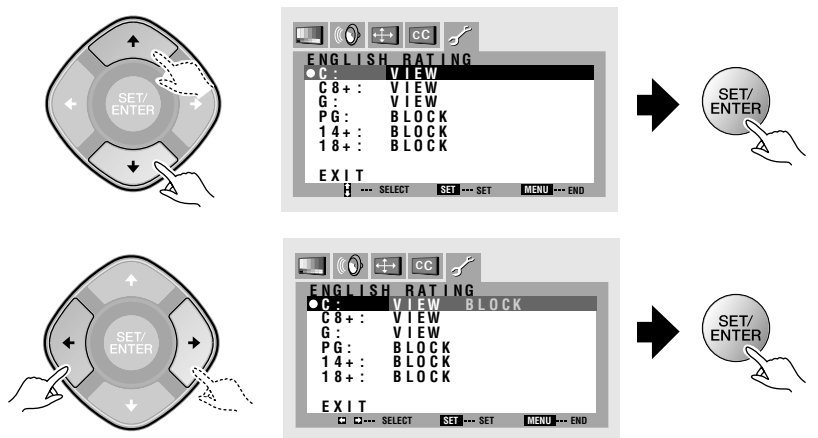 SET/
ENTER
CC
ENGLISH RATING
C: VIEW
C8+: VIEW
G: VIEW
PG: BLOCK
14+: BLOCK
18+: BLOCK
EXIT
--- SELECT SET --- SET MENU --- END
SET/
ENTER
SET/
ENTER
CC
ENGLISH RATING
C: VIEW BLOCK
C8+: VIEW
G: VIEW
PG: BLOCK
14+: BLOCK
18+: BLOCK
EXIT
--- SELECT SET --- SET MENU --- END
SET/
ENTER